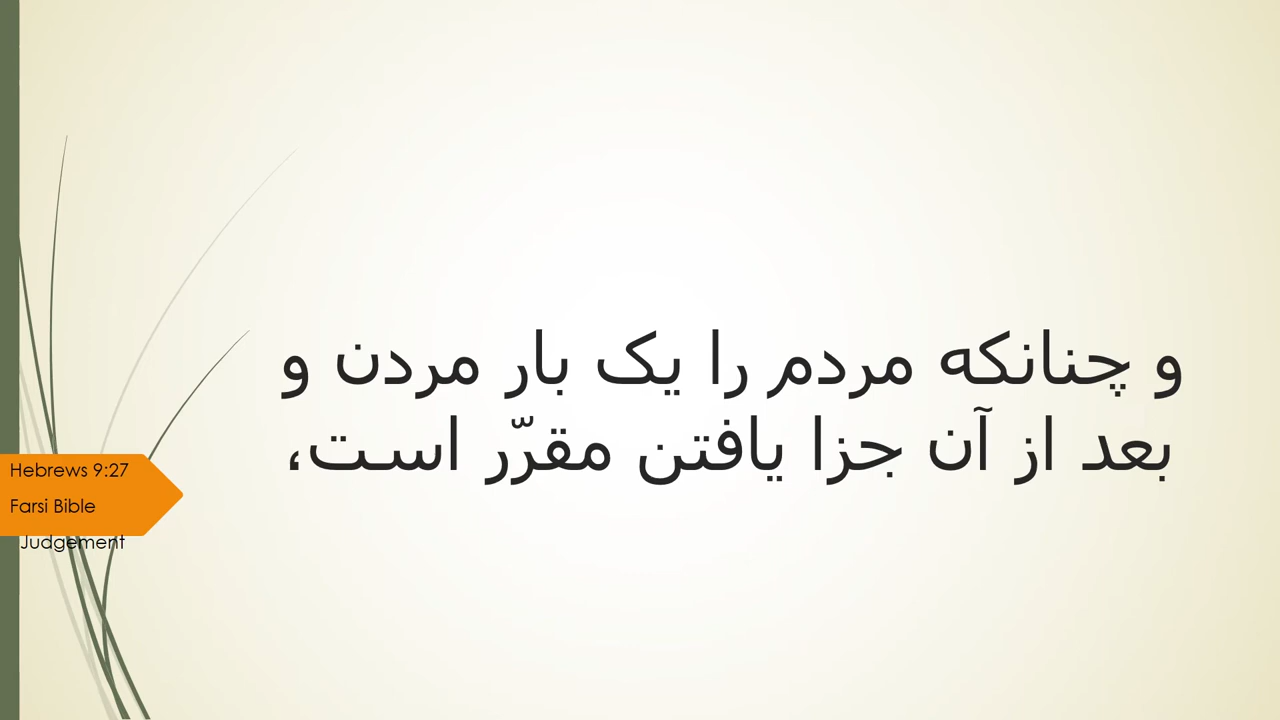 و چنانکه مردم را یک بار مردن و
بعد از آن جزا یافتن مقرّر است،
Hebrews 9:27
Farsi Bible
Judgement